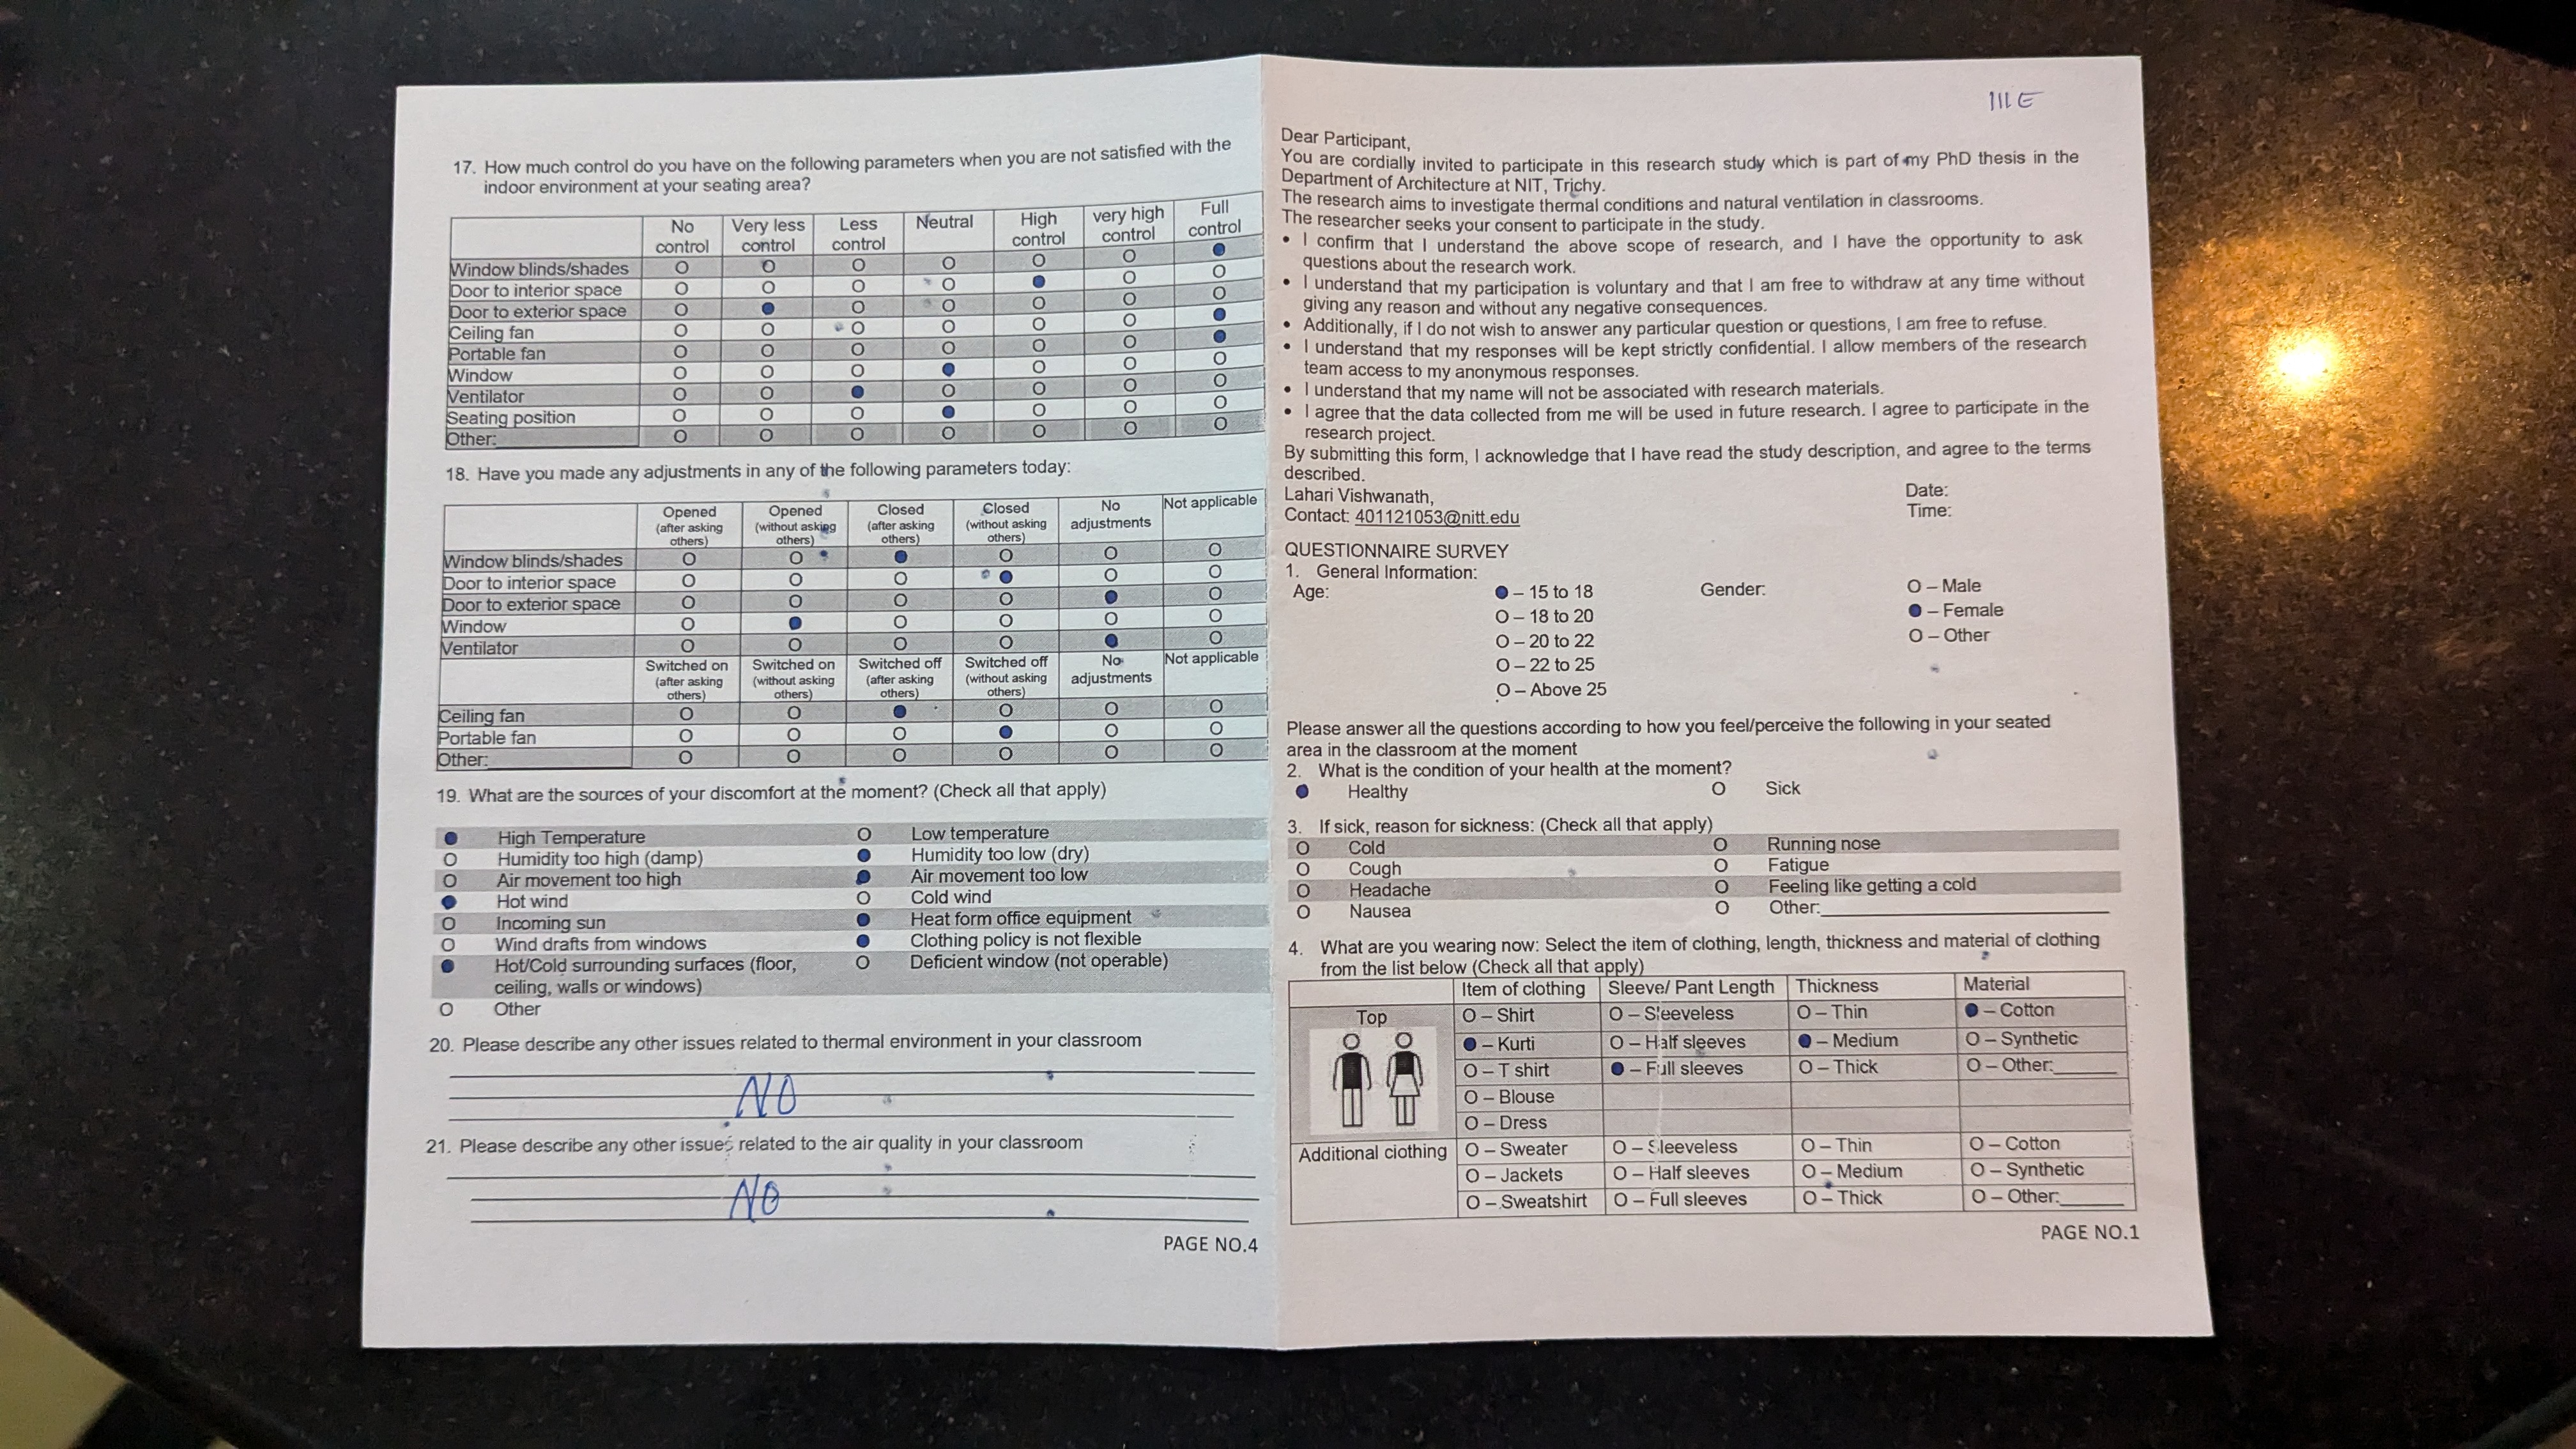 17. How much control do you have on the following parameters when you are not satisfied with the
indoor environment at your seating area?
No control Very less control Less control Neutral High control very high control Full control
Window blinds/shades O O O O O O ●
Door to interior space O O O O ● O O
Door to exterior space O ● O O O O O
Ceiling fan O O O O O O ●
Portable fan O O O O O O ●
Window O O O ● O O O
Ventilator O O ● O O O O
Seating position O O O ● O O O
Other: O O O O O O O
18. Have you made any adjustments in any of the following parameters today:
Opened (after asking others) Opened (without asking others) Closed (after asking others) Closed (without asking others) No adjustments Not applicable
Window blinds/shades O O ● O O O
Door to interior space O O O ● O O
Door to exterior space O O O O ● O
Window O ● O O O O
Ventilator O O O O ● O
Switched on (after asking others) Switched on (without asking others) Switched off (after asking others) Switched off (without asking others) No adjustments Not applicable
Ceiling fan O O ● O O O
Portable fan O O O ● O O
Other: O O O O O O
19. What are the sources of your discomfort at the moment? (Check all that apply)
● High Temperature O Low temperature
O Humidity too high (damp) ● Humidity too low (dry)
O Air movement too high ● Air movement too low
● Hot wind O Cold wind
O Incoming sun ● Heat form office equipment
O Wind drafts from windows ● Clothing policy is not flexible
● Hot/Cold surrounding surfaces (floor, O Deficient window (not operable)
ceiling, walls or windows)
O Other
20. Please describe any other issues related to thermal environment in your classroom
NO
21. Please describe any other issues related to the air quality in your classroom
NO
PAGE NO.4
Dear Participant,
You are cordially invited to participate in this research study which is part of my PhD thesis in the
Department of Architecture at NIT, Trichy.
The research aims to investigate thermal conditions and natural ventilation in classrooms.
The researcher seeks your consent to participate in the study.
• I confirm that I understand the above scope of research, and I have the opportunity to ask
questions about the research work.
• I understand that my participation is voluntary and that I am free to withdraw at any time without
giving any reason and without any negative consequences.
• Additionally, if I do not wish to answer any particular question or questions, I am free to refuse.
• I understand that my responses will be kept strictly confidential. I allow members of the research
team access to my anonymous responses.
• I understand that my name will not be associated with research materials.
• I agree that the data collected from me will be used in future research. I agree to participate in the
research project.
By submitting this form, I acknowledge that I have read the study description, and agree to the terms
described.
Lahari Vishwanath, Date:
Contact: 401121053@nitt.edu Time:
QUESTIONNAIRE SURVEY
1. General Information:
Age: ● – 15 to 18 Gender: O – Male
O – 18 to 20 ● – Female
O – 20 to 22 O – Other
O – 22 to 25
O – Above 25
Please answer all the questions according to how you feel/perceive the following in your seated
area in the classroom at the moment
2. What is the condition of your health at the moment?
● Healthy O Sick
3. If sick, reason for sickness: (Check all that apply)
O Cold O Running nose
O Cough O Fatigue
O Headache O Feeling like getting a cold
O Nausea O Other:
4. What are you wearing now: Select the item of clothing, length, thickness and material of clothing
from the list below (Check all that apply)
Item of clothing Sleeve/ Pant Length Thickness Material
Top O – Shirt O – Sleeveless O – Thin ● – Cotton
● – Kurti O – Half sleeves ● – Medium O – Synthetic
O – T shirt ● – Full sleeves O – Thick O – Other:
O – Blouse
O – Dress
Additional clothing O – Sweater O – Sleeveless O – Thin O – Cotton
O – Jackets O – Half sleeves O – Medium O – Synthetic
O – Sweatshirt O – Full sleeves O – Thick O – Other:
PAGE NO.1